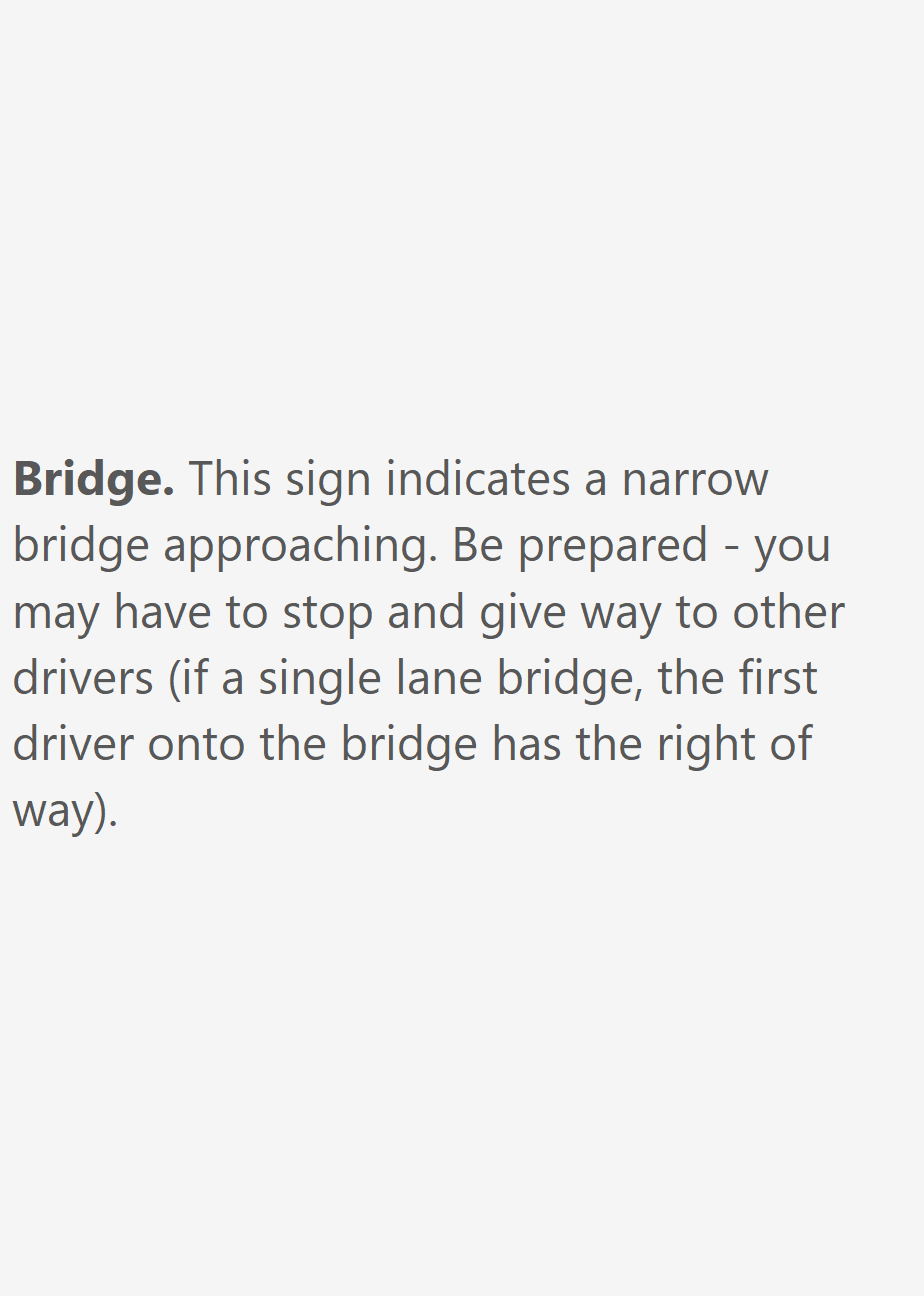 Bridge. This sign indicates a narrow
bridge approaching. Be prepared - you
may have to stop and give way to other
drivers (if a single lane bridge, the first
driver onto the bridge has the right of
way).